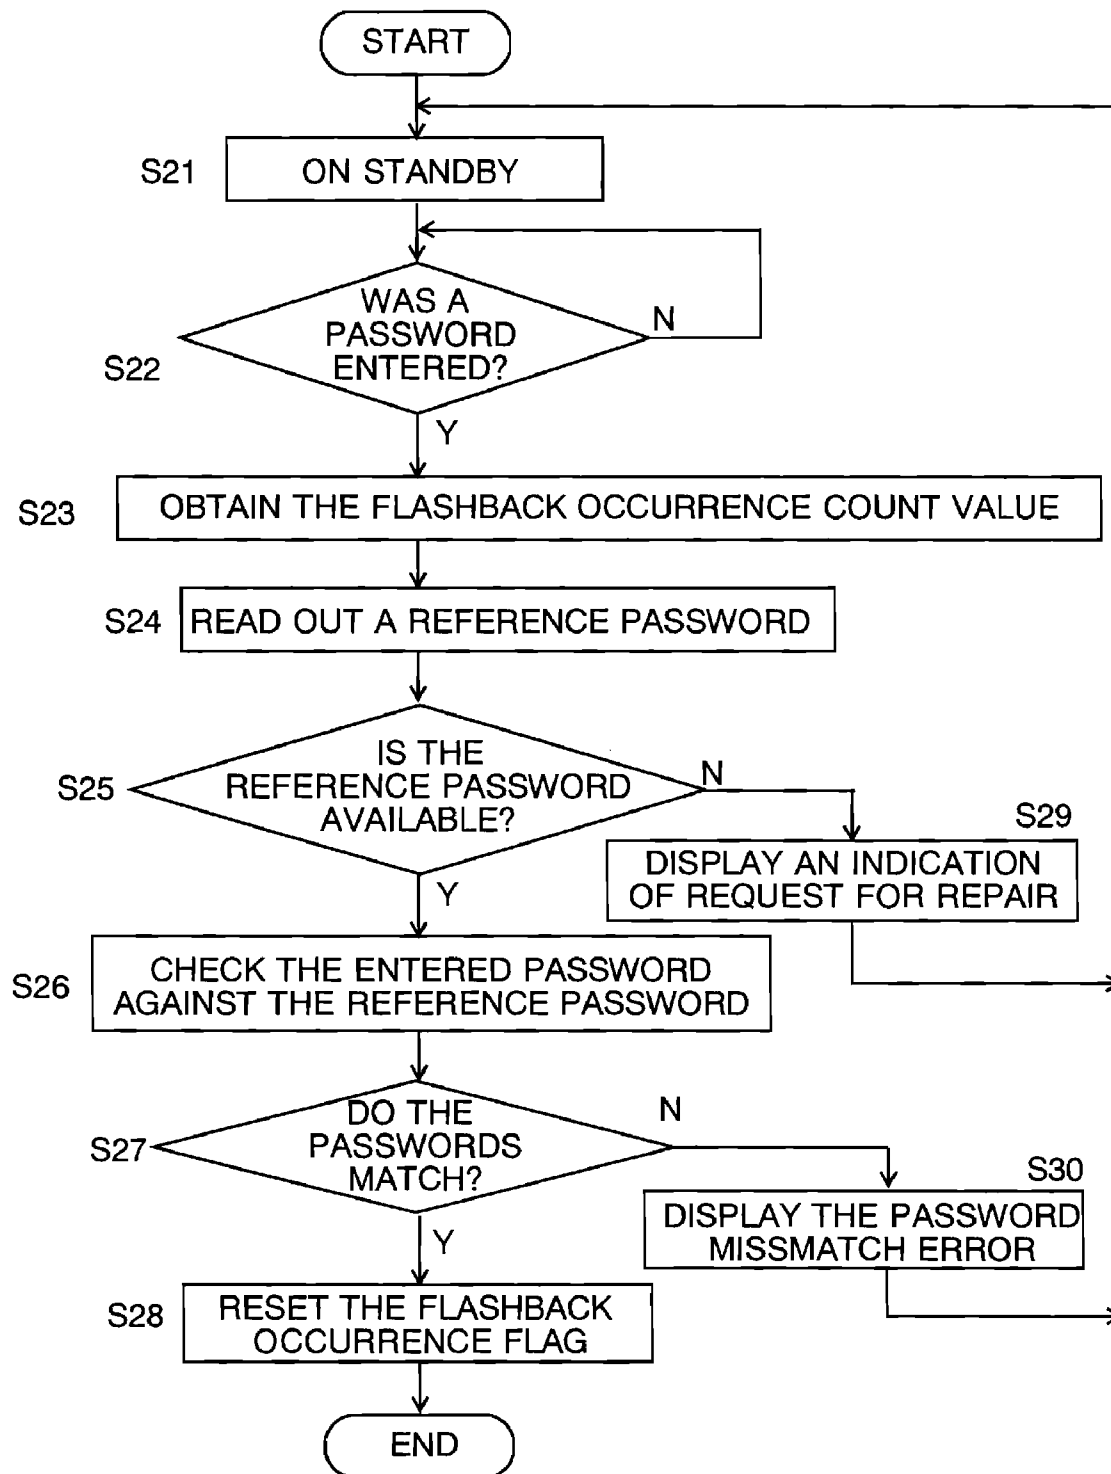 START
S21
ON STANDBY
WAS A
PASSWORD
ENTERED?
N
S22
Y
S23
OBTAIN THE FLASHBACK OCCURRENCE COUNT VALUE
S24
READ OUT A REFERENCE PASSWORD
S25
IS THE
REFERENCE PASSWORD
AVAILABLE?
N
Y
S29
DISPLAY AN INDICATION
OF REQUEST FOR REPAIR
S26
CHECK THE ENTERED PASSWORD
AGAINST THE REFERENCE PASSWORD
S27
DO THE
PASSWORDS
MATCH?
N
Y
S30
DISPLAY THE PASSWORD
MISSMATCH ERROR
S28
RESET THE FLASHBACK
OCCURRENCE FLAG
END